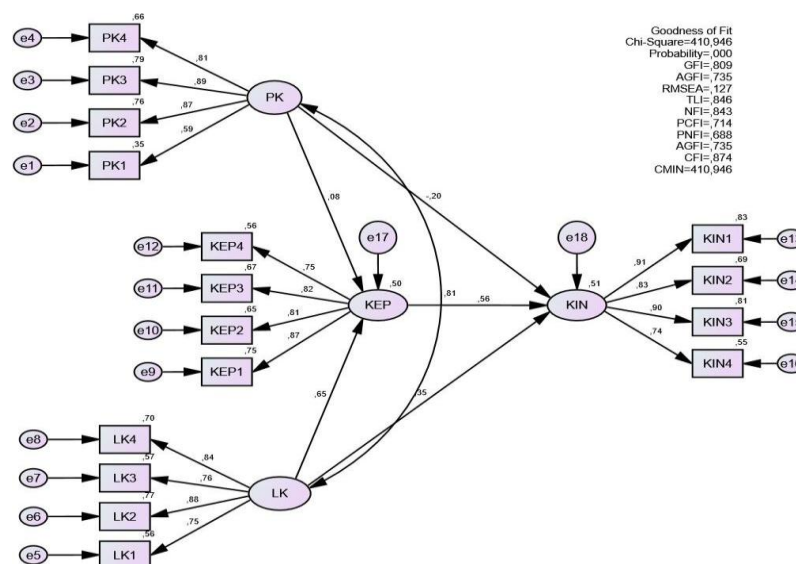 Goodness of Fit
Chi-Square=410,946
Probability=,000
GFI=,809
AGFI=,735
RMSEA=,127
TLI=,846
NFI=,843
PCFI=,714
PNFI=,688
AGFI=,735
CFI=,874
CMIN=410,946
,66
e4 PK4
,81
,79
e3 PK3
,89
PK
,76
e2 PK2
,87
,35
e1 PK1
,59
,08
-,20
e17
e18
,56
e12 KEP4
,75
,67
e11 KEP3
,82
,65
e10 KEP2
,81
,75
e9 KEP1
,87
,50
KEP
,56
,81
,51
KIN
,83
,91
KIN1
,69
,83
KIN2
,81
,90
KIN3
,55
,74
KIN4
,65
,35
,70
e8 LK4
,84
,57
e7 LK3
,76
LK
,77
e6 LK2
,88
,56
e5 LK1
,75